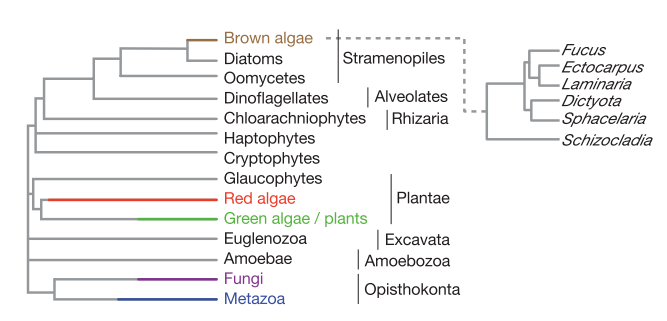 Brown algae
Diatoms
Stramenopiles
Oomycetes
Dinoflagellates
Alveolates
Chloarachniophytes
Rhizaria
Haptophytes
Cryptophytes
Glaucophytes
Red algae
Plantae
Green algae / plants
Euglenozoa
Excavata
Amoebae
Amoebozoa
Fungi
Opisthokonta
Metazoa
Fucus
Ectocarpus
Laminaria
Dictyota
Sphacelaria
Schizocladia